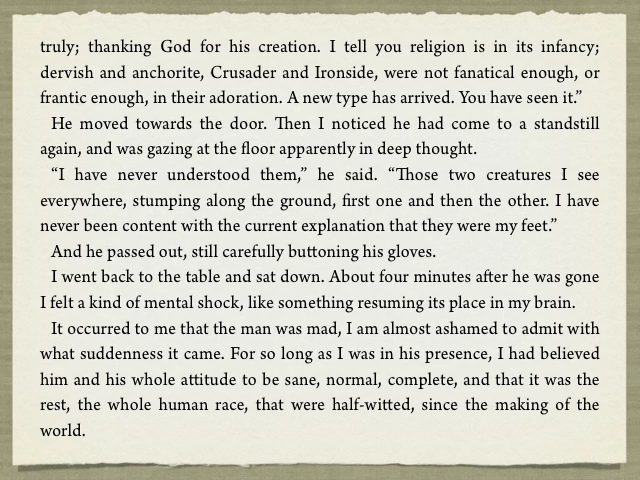 truly; thanking God for his creation. I tell you religion is in its infancy;
dervish and anchorite, Crusader and Ironside, were not fanatical enough, or
frantic enough, in their adoration. A new type has arrived. You have seen it.”
He moved towards the door. Then I noticed he had come to a standstill
again, and was gazing at the floor apparently in deep thought.
“I have never understood them,” he said. “Those two creatures I see
everywhere, stumping along the ground, first one and then the other. I have
never been content with the current explanation that they were my feet.”
And he passed out, still carefully buttoning his gloves.
I went back to the table and sat down. About four minutes after he was gone
I felt a kind of mental shock, like something resuming its place in my brain.
It occurred to me that the man was mad, I am almost ashamed to admit with
what suddenness it came. For so long as I was in his presence, I had believed
him and his whole attitude to be sane, normal, complete, and that it was the
rest, the whole human race, that were half-witted, since the making of the
world.